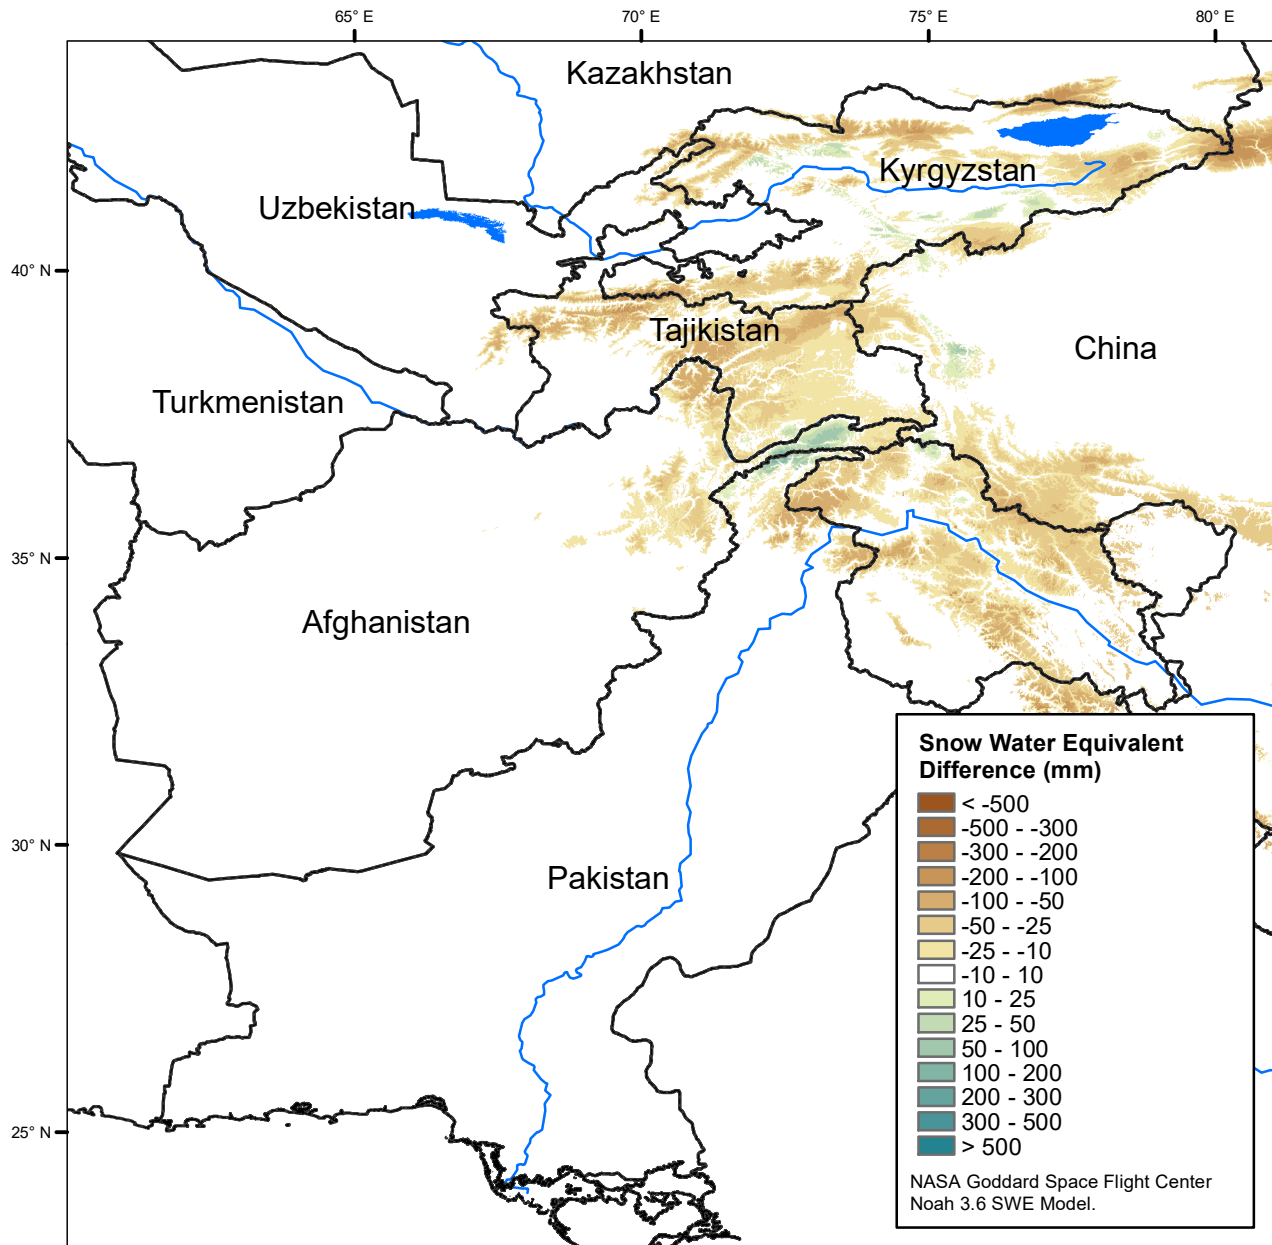 65° E
70° E
75° E
80° E
Kazakhstan
Kyrgyzstan
Uzbekistan
40° N
Tajikistan
China
Turkmenistan
35° N
Afghanistan
Snow Water Equivalent
Difference (mm)
< -500
-500 - -300
30° N
-300 - -200
Pakistan
-200 - -100
-100 - -50
-50 - -25
-25 - -10
-10 - 10
10 - 25
25 - 50
50 - 100
100 - 200
200 - 300
300 - 500
25° N
> 500
NASA Goddard Space Flight Center
Noah 3.6 SWE Model.